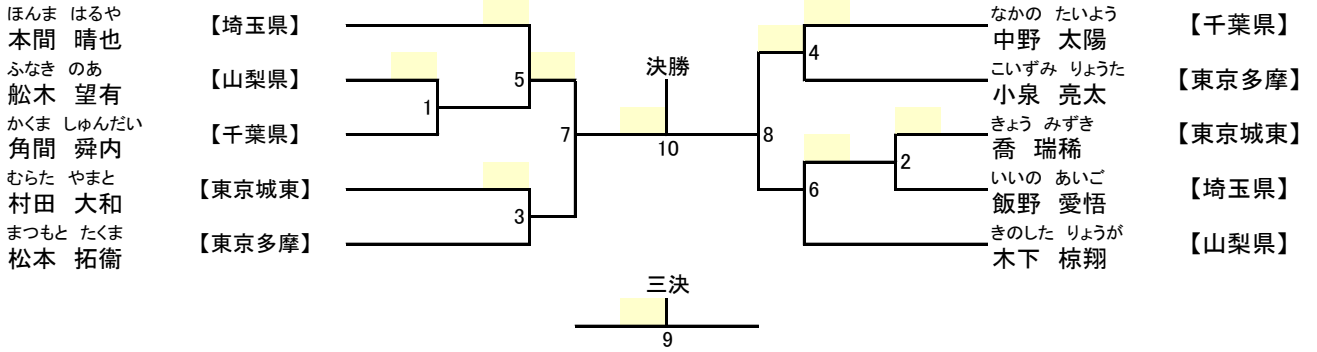 ほんま はるや
本間 晴也
【埼玉県】
ふなき のあ
舩木 望有
【山梨県】
かくま しゅんだい
角間 舜内
【千葉県】
むらた やまと
村田 大和
【東京城東】
まつもと たくま
松本 拓衞
【東京多摩】
5
1
7
3
決勝
10
三決
9
8
4
2
6
なかの たいよう
中野 太陽
【千葉県】
こいずみ りょうた
小泉 亮太
【東京多摩】
きょう みずき
喬 瑞稀
【東京城東】
いいの あいご
飯野 愛悟
【埼玉県】
きのした りょうが
木下 椋翔
【山梨県】